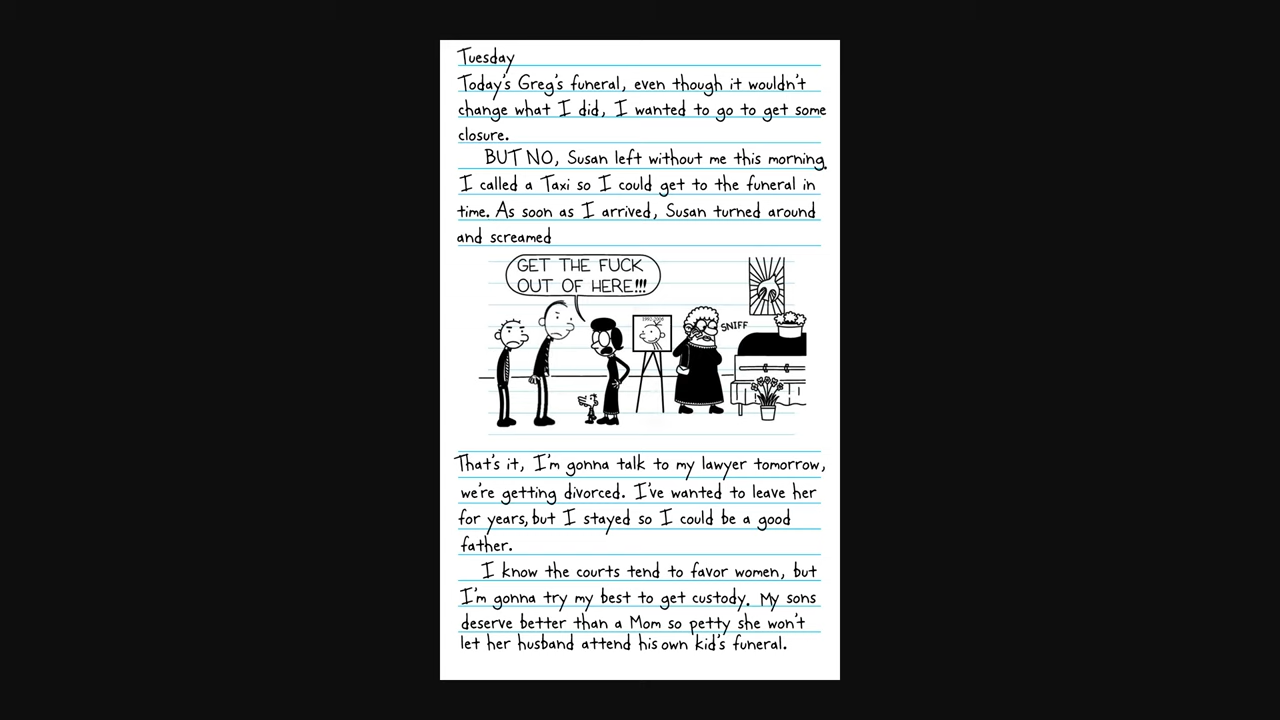 Tuesday
Today's Greg's funeral, even though it wouldn't
change what I did, I wanted to go to get some
closure.
BUT NO, Susan left without me this morning.
I called a Taxi so I could get to the funeral in
time. As soon as I arrived, Susan turned around
and screamed
GET THE FUCK
OUT OF HERE!!!
SNIFF
That's it, I'm gonna talk to my lawyer tomorrow,
we're getting divorced. I've wanted to leave her
for years, but I stayed so I could be a good
father.
I know the courts tend to favor women, but
I'm gonna try my best to get custody. My sons
deserve better than a Mom so petty she won't
let her husband attend his own kid's funeral.